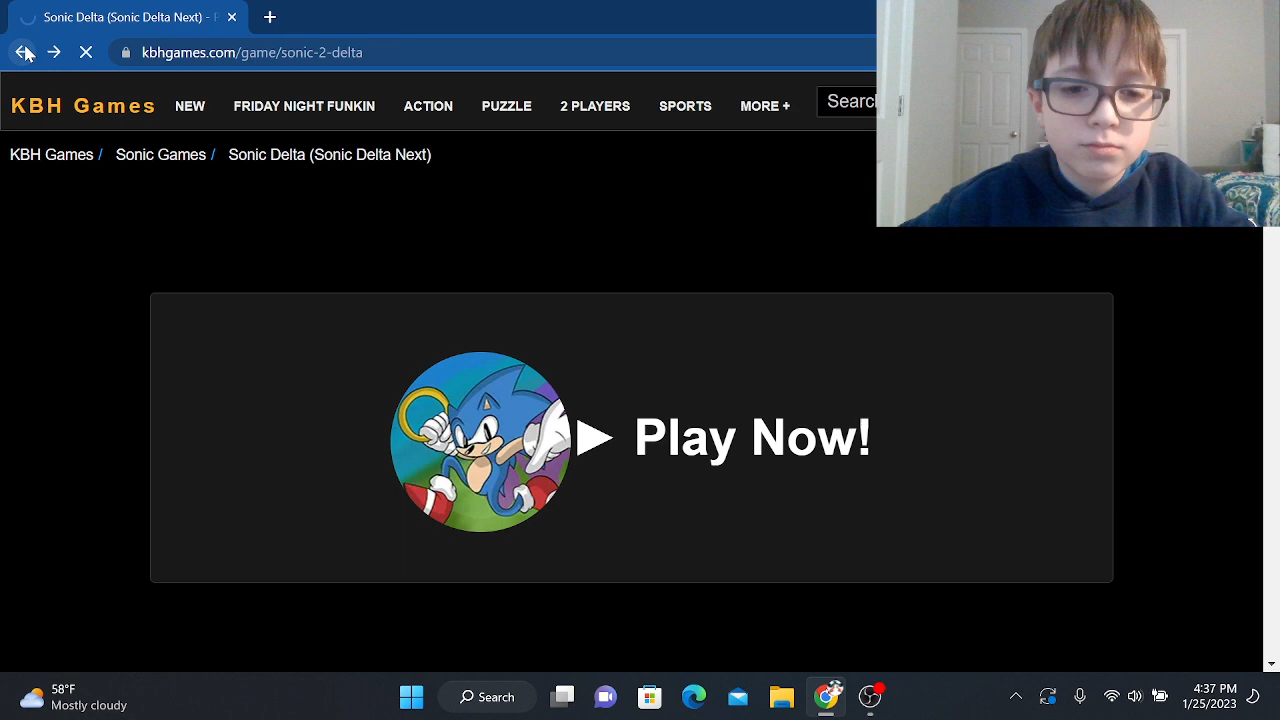 Sonic Delta (Sonic Delta Next) -
kbhgames.com/game/sonic-2-delta
KBH Games NEW FRIDAY NIGHT FUNKIN ACTION PUZZLE 2 PLAYERS SPORTS MORE + Search
KBH Games / Sonic Games / Sonic Delta (Sonic Delta Next)
Play Now!
58°F
Mostly cloudy
Search
4:37 PM
1/25/2023